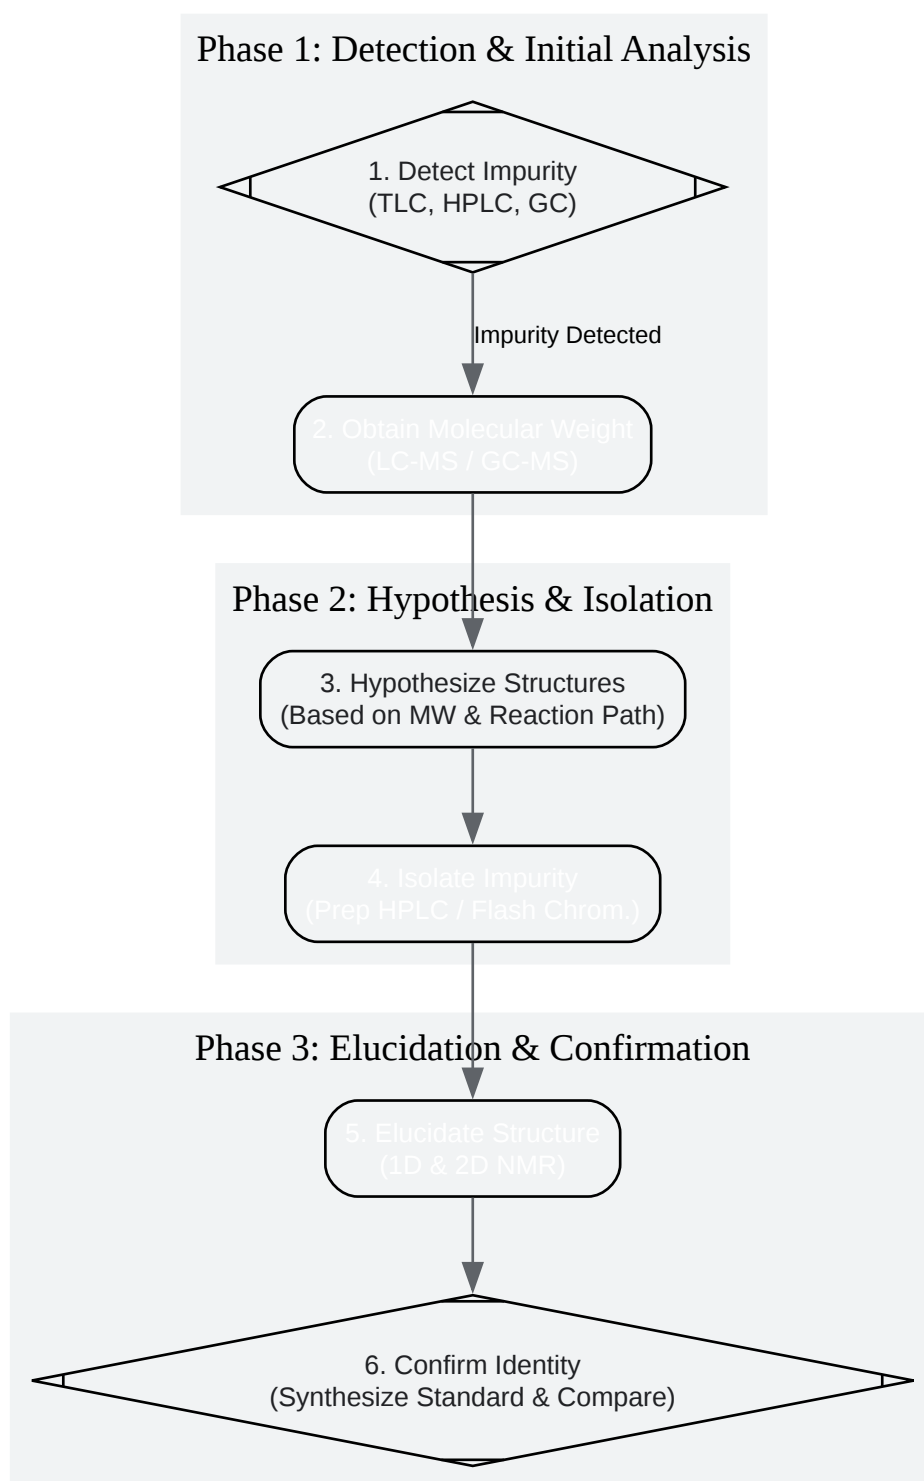 Phase 1: Detection & Initial Analysis
1. Detect Impurity
(TLC, HPLC, GC)
Impurity Detected
2. Obtain Molecular Weight
(LC-MS / GC-MS)
Phase 2: Hypothesis & Isolation
3. Hypothesize Structures
(Based on MW & Reaction Path)
4. Isolate Impurity
(Prep HPLC / Flash Chrom.)
Phase 3: Elucidation & Confirmation
5. Elucidate Structure
(1D & 2D NMR)
6. Confirm Identity
(Synthesize Standard & Compare)